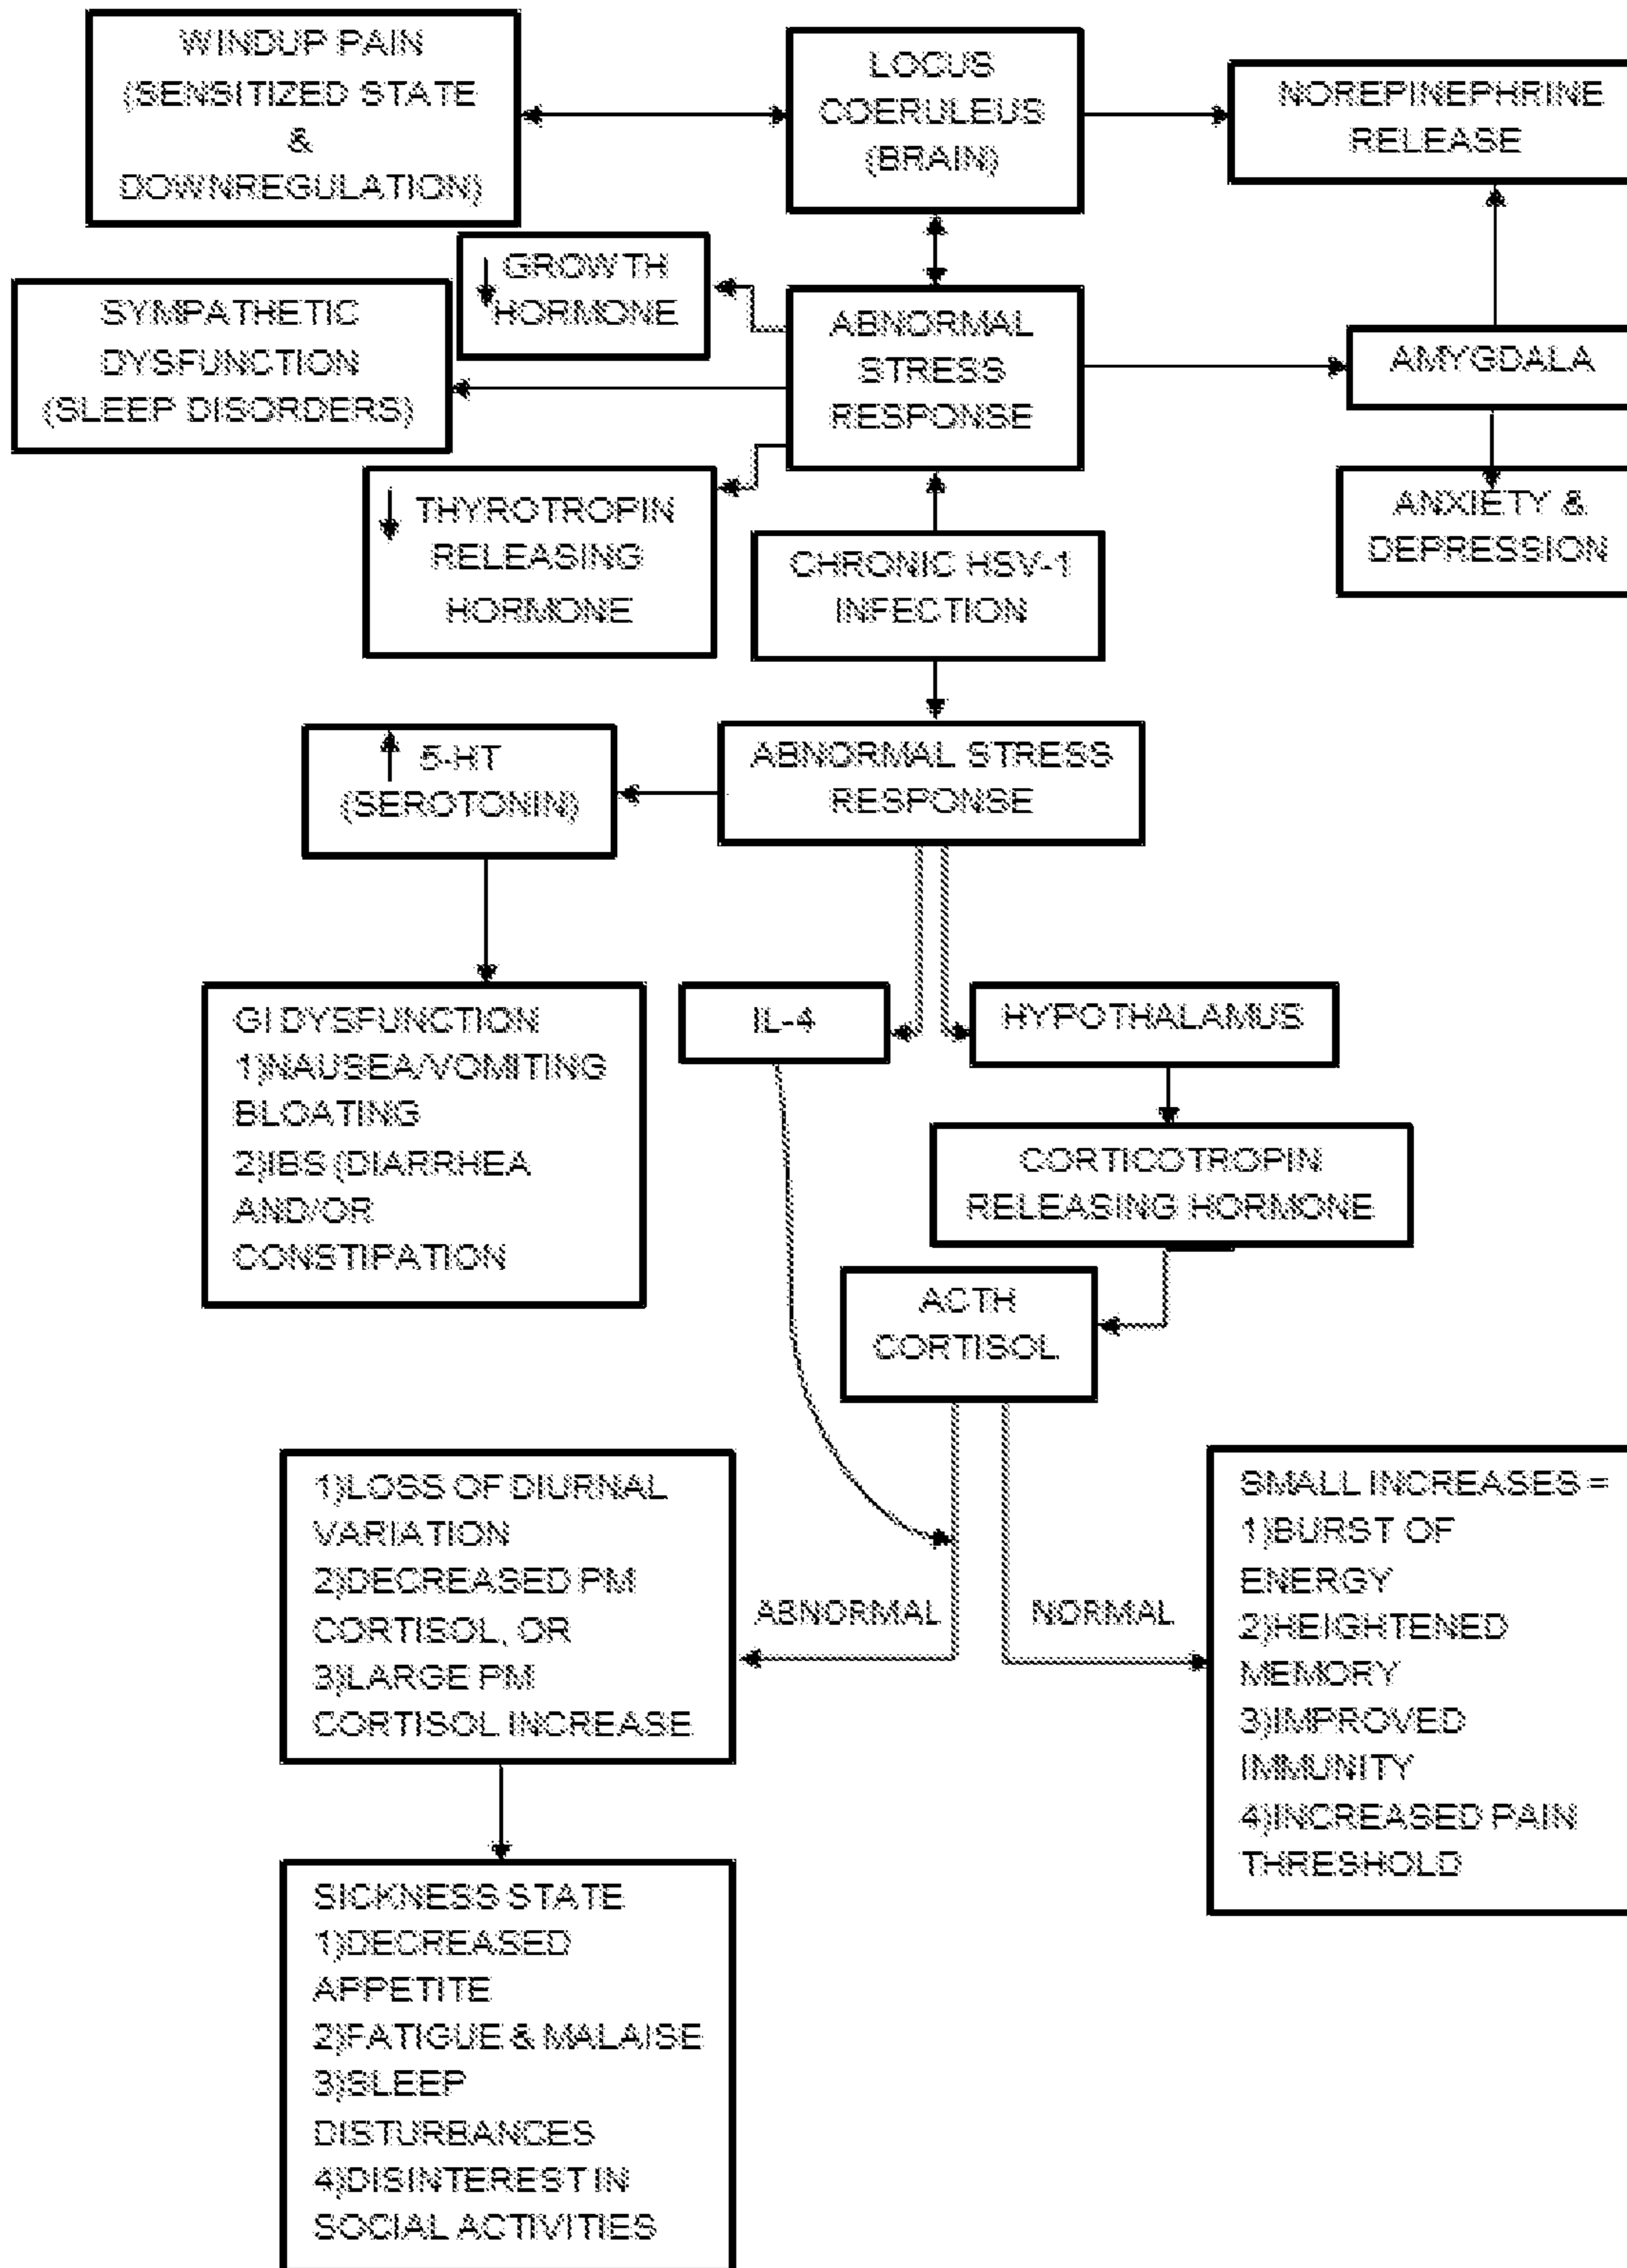 WINDUP PAIN
(SENSITIZED STATE
&
DOWNREGULATION)
LOCUS
COERULEUS
(BRAIN)
NOREPINEPHRINE
RELEASE
↓ GROWTH
HORMONE
SYMPATHETIC
DYSFUNCTION
(SLEEP DISORDERS)
ABNORMAL
STRESS
RESPONSE
AMYGDALA
↓ THYROTROPIN
RELEASING
HORMONE
ANXIETY &
DEPRESSION
CHRONIC HSV-1
INFECTION
↑ 5-HT
(SEROTONIN)
ABNORMAL STRESS
RESPONSE
GI DYSFUNCTION
1)NAUSEA/VOMITING
BLOATING
2)IBS (DIARRHEA
AND/OR
CONSTIPATION
IL-4
HYPOTHALAMUS
CORTICOTROPIN
RELEASING HORMONE
ACTH
CORTISOL
1)LOSS OF DIURNAL
VARIATION
2)DECREASED PM
CORTISOL, OR
3)LARGE PM
CORTISOL INCREASE
ABNORMAL
NORMAL
SMALL INCREASES =
1)BURST OF
ENERGY
2)HEIGHTENED
MEMORY
3)IMPROVED
IMMUNITY
4)INCREASED PAIN
THRESHOLD
SICKNESS STATE
1)DECREASED
APPETITE
2)FATIGUE & MALAISE
3)SLEEP
DISTURBANCES
4)DISINTEREST IN
SOCIAL ACTIVITIES